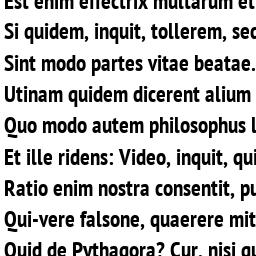 Est enim effectrix multarum et
Si quidem, inquit, tollerem, sed
Sint modo partes vitae beatae.
Utinam quidem dicerent alium
Quo modo autem philosophus l
Et ille ridens: Video, inquit, qui
Ratio enim nostra consentit, pu
Qui-vere falsone, quaerere mit
Quid de Pythagora? Cur, nisi qu